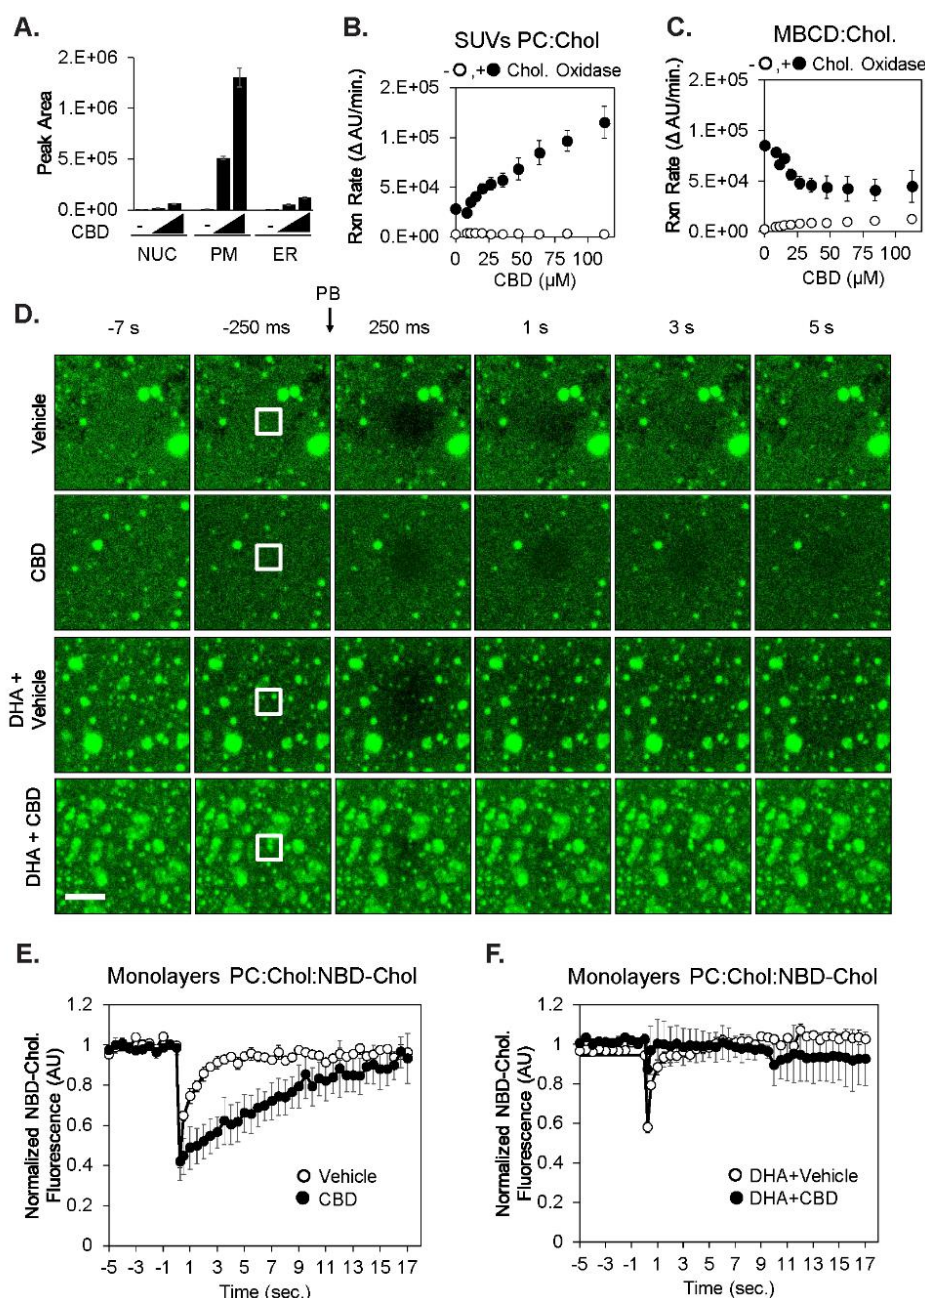 A.
2.E+06
1.E+06
5.E+05
0.E+00
Peak Area
CBD
- - -
NUC PM ER
B.
SUVs PC:Chol
- ,+ Chol. Oxidase
2.E+05
1.E+05
5.E+04
0.E+00
Rxn Rate (Δ AU/min.)
0 25 50 75 100
CBD (µM)
C.
MBCD:Chol.
- ,+ Chol. Oxidase
2.E+05
1.E+05
5.E+04
0.E+00
Rxn Rate (Δ AU/min.)
0 25 50 75 100
CBD (µM)
D.
PB
-7 s -250 ms 250 ms 1 s 3 s 5 s
Vehicle
CBD
DHA +
Vehicle
DHA + CBD
E.
Monolayers PC:Chol:NBD-Chol
1.2
1
0.8
0.6
0.4
0.2
0
Normalized NBD-Chol.
Fluorescence (AU)
Vehicle
CBD
-5 -3 -1 1 3 5 7 9 11 13 15 17
Time (sec.)
F.
Monolayers PC:Chol:NBD-Chol
1.2
1
0.8
0.6
0.4
0.2
0
Normalized NBD-Chol.
Fluorescence (AU)
DHA+Vehicle
DHA+CBD
-5 -3 -1 1 3 5 7 9 11 13 15 17
Time (sec.)